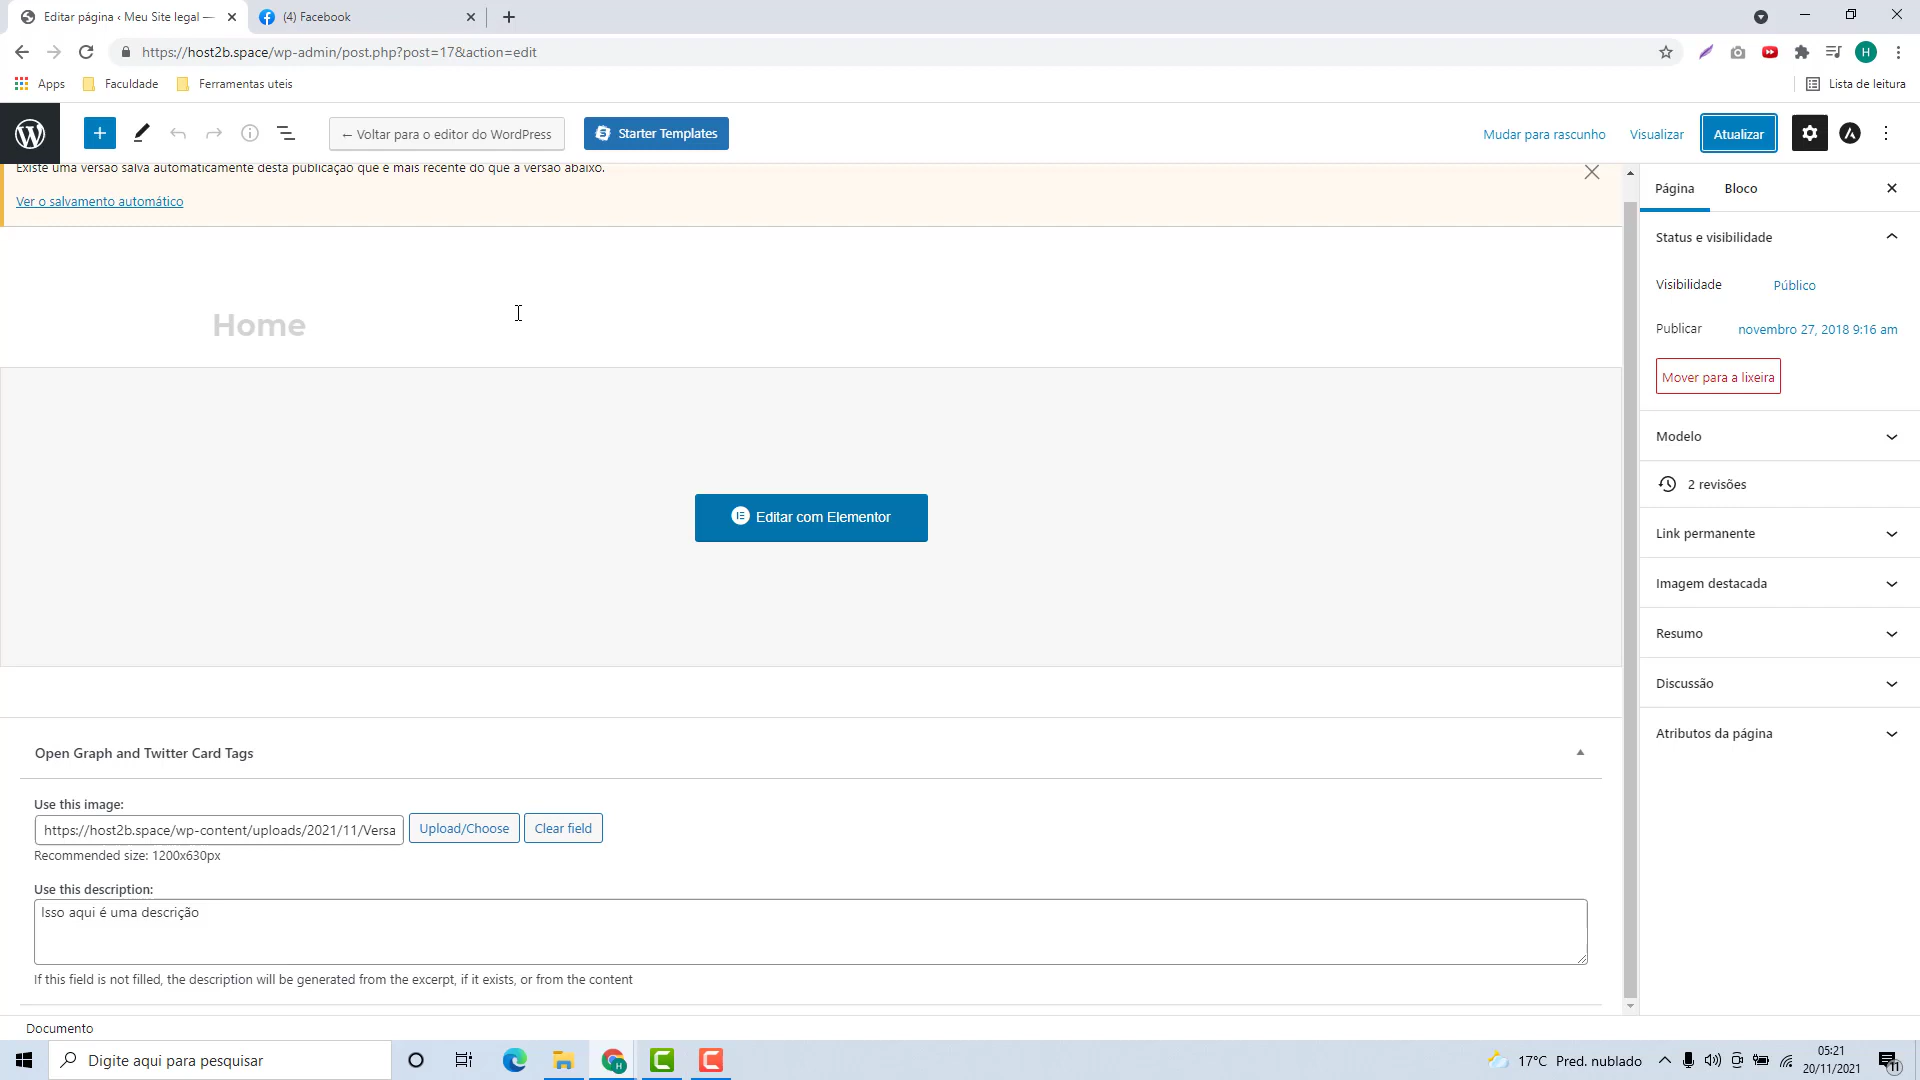 Editar página ‹ Meu Site legal —
(4) Facebook
https://host2b.space/wp-admin/post.php?post=17&action=edit
H
Apps
Faculdade
Ferramentas uteis
Lista de leitura
← Voltar para o editor do WordPress
Starter Templates
Mudar para rascunho
Visualizar
Atualizar
Existe uma versão salva automaticamente desta publicação que é mais recente do que a versão abaixo.
Ver o salvamento automático
Página
Bloco
Status e visibilidade
Visibilidade
Público
Publicar
novembro 27, 2018 9:16 am
Mover para a lixeira
Home
Modelo
2 revisões
Editar com Elementor
Link permanente
Imagem destacada
Resumo
Discussão
Atributos da página
Open Graph and Twitter Card Tags
Use this image:
https://host2b.space/wp-content/uploads/2021/11/Versa
Upload/Choose
Clear field
Recommended size: 1200x630px
Use this description:
Isso aqui é uma descrição
If this field is not filled, the description will be generated from the excerpt, if it exists, or from the content
Documento
Digite aqui para pesquisar
H
17°C Pred. nublado
05:21
20/11/2021
11